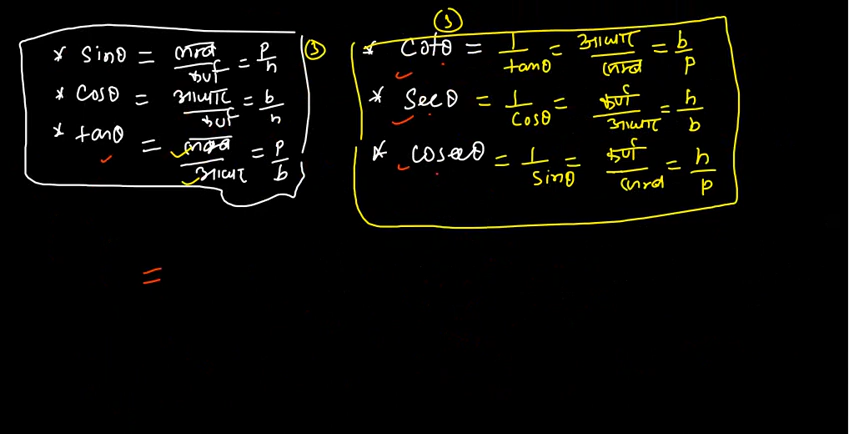 * sinθ = लम्ब/कर्ण = p/h ③
* cosθ = आधार/कर्ण = b/h
* tanθ = लम्ब/आधार = p/b
③
* cotθ = 1/tanθ = आधार/लम्ब = b/p
* secθ = 1/cosθ = कर्ण/आधार = h/b
* cosecθ = 1/sinθ = कर्ण/लम्ब = h/p
=